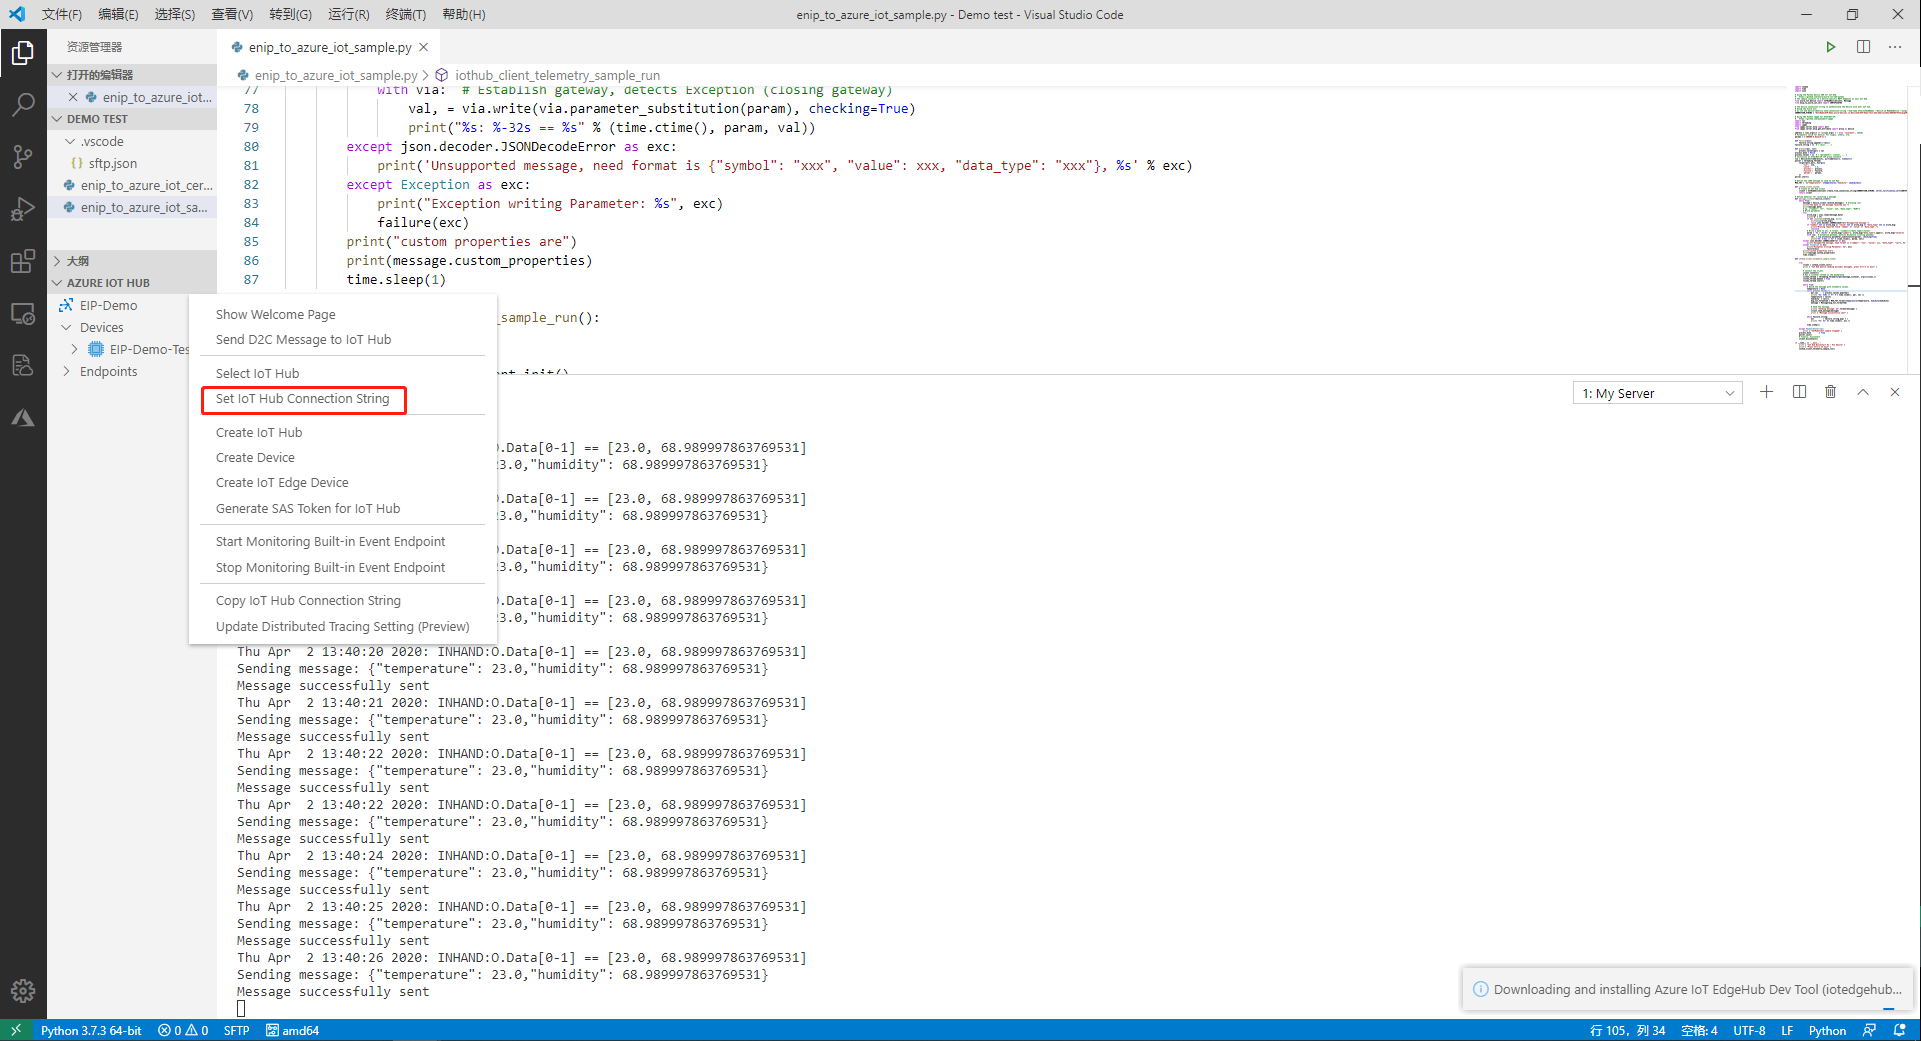 文件(F) 编辑(E) 选择(S) 查看(V) 转到(G) 运行(R) 终端(T) 帮助(H)
enip_to_azure_iot_sample.py - Demo test - Visual Studio Code
资源管理器
打开的编辑器
enip_to_azure_iot...
DEMO TEST
.vscode
{} sftp.json
enip_to_azure_iot_cer...
enip_to_azure_iot_sa...
大纲
AZURE IOT HUB
EIP-Demo
Devices
EIP-Demo-Tes
Endpoints
enip_to_azure_iot_sample.py
enip_to_azure_iot_sample.py > iothub_client_telemetry_sample_run
77 with via: # Establish gateway, detects Exception (closing gateway)
78 val, = via.write(via.parameter_substitution(param), checking=True)
79 print("%s: %-32s == %s" % (time.ctime(), param, val))
80 except json.decoder.JSONDecodeError as exc:
81 print('Unsupported message, need format is {"symbol": "xxx", "value": xxx, "data_type": "xxx"}, %s' % exc)
82 except Exception as exc:
83 print("Exception writing Parameter: %s", exc)
84 failure(exc)
85 print("custom properties are")
86 print(message.custom_properties)
87 time.sleep(1)
_sample_run():
Show Welcome Page
Send D2C Message to IoT Hub
Select IoT Hub
Set IoT Hub Connection String
Create IoT Hub
Create Device
Create IoT Edge Device
Generate SAS Token for IoT Hub
Start Monitoring Built-in Event Endpoint
Stop Monitoring Built-in Event Endpoint
Copy IoT Hub Connection String
Update Distributed Tracing Setting (Preview)
1: My Server
.Data[0-1] == [23.0, 68.989997863769531]
3.0,"humidity": 68.989997863769531}
.Data[0-1] == [23.0, 68.989997863769531]
3.0,"humidity": 68.989997863769531}
.Data[0-1] == [23.0, 68.989997863769531]
3.0,"humidity": 68.989997863769531}
.Data[0-1] == [23.0, 68.989997863769531]
3.0,"humidity": 68.989997863769531}
Thu Apr  2 13:40:20 2020: INHAND:O.Data[0-1] == [23.0, 68.989997863769531]
Sending message: {"temperature": 23.0,"humidity": 68.989997863769531}
Message successfully sent
Thu Apr  2 13:40:21 2020: INHAND:O.Data[0-1] == [23.0, 68.989997863769531]
Sending message: {"temperature": 23.0,"humidity": 68.989997863769531}
Message successfully sent
Thu Apr  2 13:40:22 2020: INHAND:O.Data[0-1] == [23.0, 68.989997863769531]
Sending message: {"temperature": 23.0,"humidity": 68.989997863769531}
Message successfully sent
Thu Apr  2 13:40:22 2020: INHAND:O.Data[0-1] == [23.0, 68.989997863769531]
Sending message: {"temperature": 23.0,"humidity": 68.989997863769531}
Message successfully sent
Thu Apr  2 13:40:24 2020: INHAND:O.Data[0-1] == [23.0, 68.989997863769531]
Sending message: {"temperature": 23.0,"humidity": 68.989997863769531}
Message successfully sent
Thu Apr  2 13:40:25 2020: INHAND:O.Data[0-1] == [23.0, 68.989997863769531]
Sending message: {"temperature": 23.0,"humidity": 68.989997863769531}
Message successfully sent
Thu Apr  2 13:40:26 2020: INHAND:O.Data[0-1] == [23.0, 68.989997863769531]
Sending message: {"temperature": 23.0,"humidity": 68.989997863769531}
Message successfully sent
Downloading and installing Azure IoT EdgeHub Dev Tool (iotedgehub...
Python 3.7.3 64-bit 0 0 SFTP amd64
行 105，列 34 空格: 4 UTF-8 LF Python